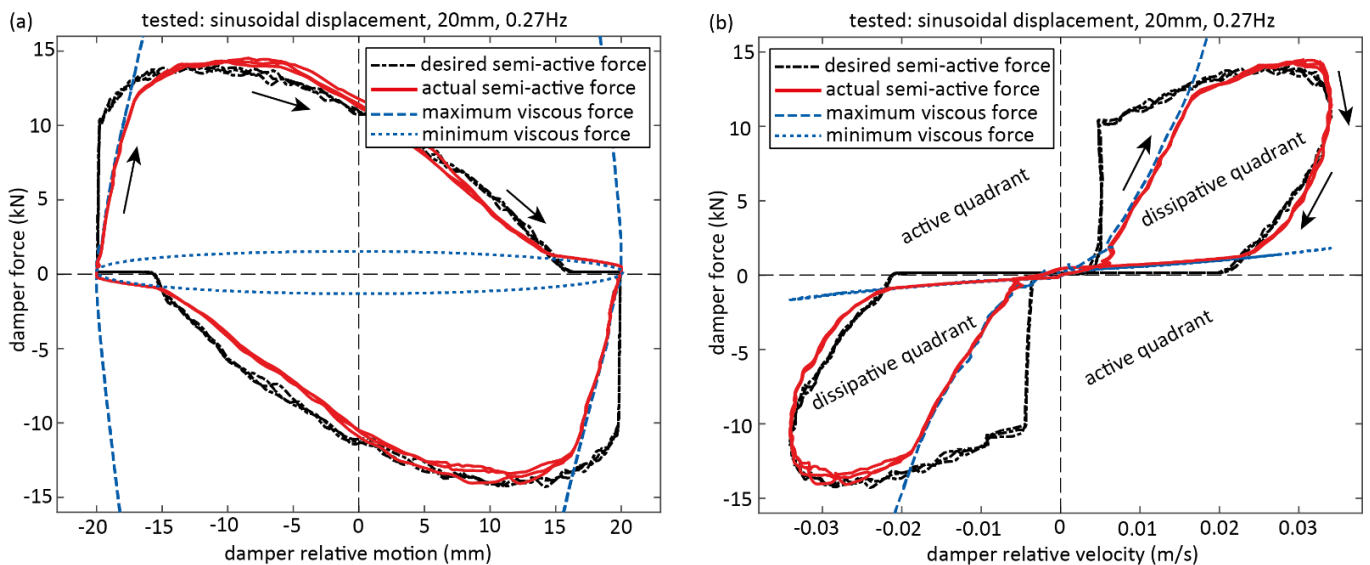 (a)
tested: sinusoidal displacement, 20mm, 0.27Hz
15
10
5
0
-5
-10
-15
damper force (kN)
desired semi-active force
actual semi-active force
maximum viscous force
minimum viscous force
-20 -15 -10 -5 0 5 10 15 20
damper relative motion (mm)
(b)
tested: sinusoidal displacement, 20mm, 0.27Hz
15
10
5
0
-5
-10
-15
damper force (kN)
desired semi-active force
actual semi-active force
maximum viscous force
minimum viscous force
active quadrant
dissipative quadrant
dissipative quadrant
active quadrant
-0.03 -0.02 -0.01 0 0.01 0.02 0.03
damper relative velocity (m/s)